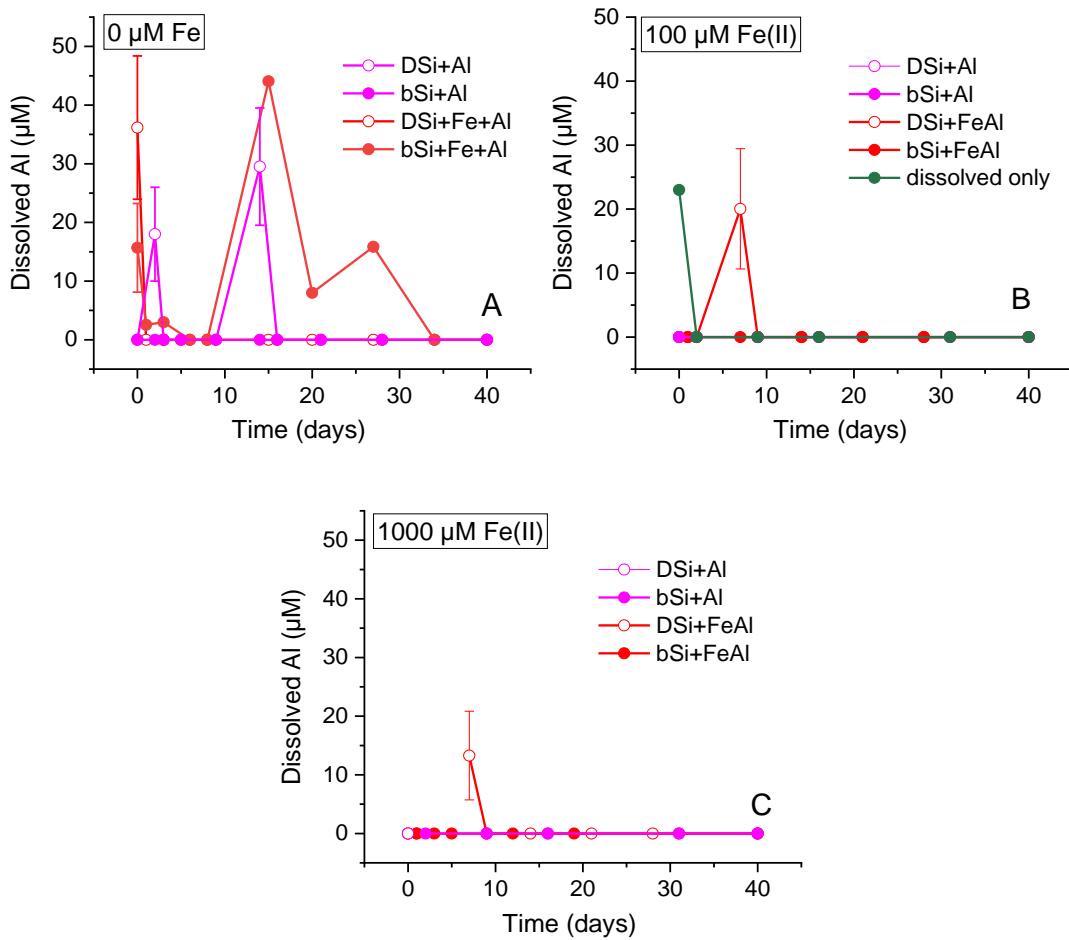 0 µM Fe
DSi+Al
bSi+Al
DSi+Fe+Al
bSi+Fe+Al
A
50
40
30
20
10
0
Dissolved Al (µM)
0 10 20 30 40
Time (days)
100 µM Fe(II)
DSi+Al
bSi+Al
DSi+FeAl
bSi+FeAl
dissolved only
B
50
40
30
20
10
0
Dissolved Al (µM)
0 10 20 30 40
Time (days)
1000 µM Fe(II)
DSi+Al
bSi+Al
DSi+FeAl
bSi+FeAl
C
50
40
30
20
10
0
Dissolved Al (µM)
0 10 20 30 40
Time (days)